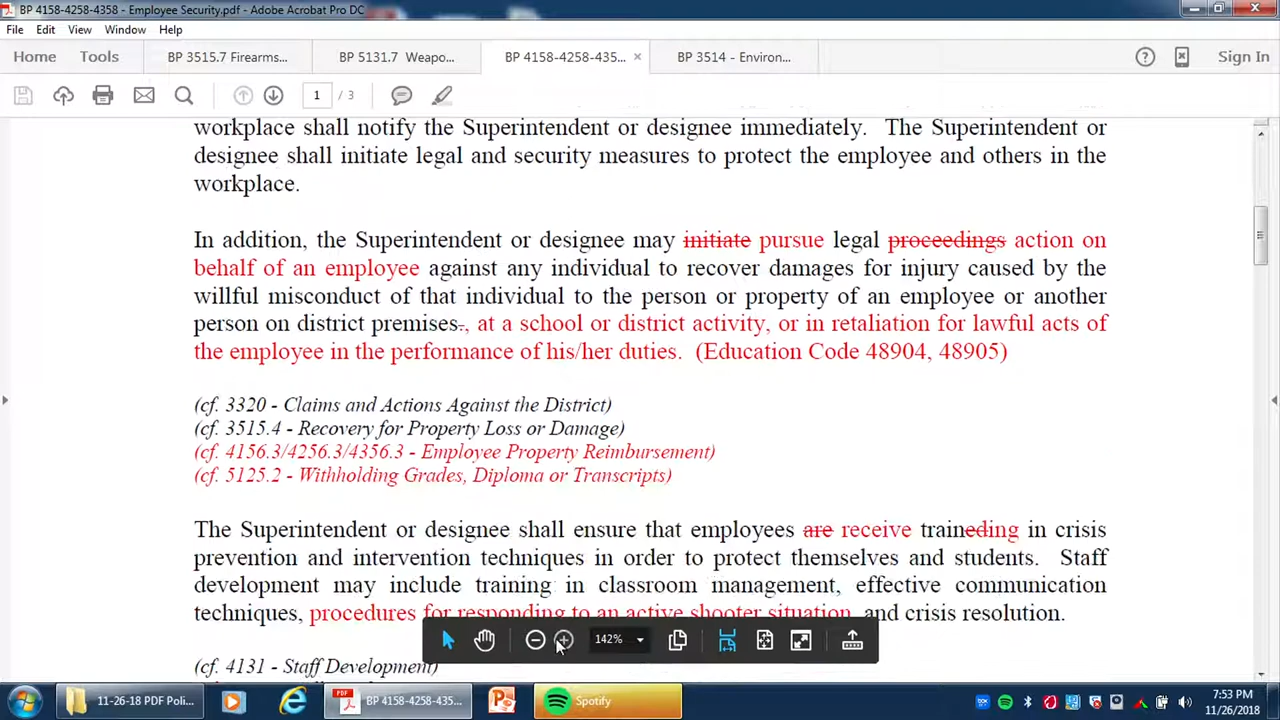 BP 4158-4258-4358 - Employee Security.pdf - Adobe Acrobat Pro DC
File Edit View Window Help
Home Tools BP 3515.7 Firearms... BP 5131.7 Weapo... BP 4158-4258-435... × BP 3514 - Environ... Sign In
1 / 3
workplace shall notify the Superintendent or designee immediately. The Superintendent or
designee shall initiate legal and security measures to protect the employee and others in the
workplace.
In addition, the Superintendent or designee may initiate pursue legal proceedings action on
behalf of an employee against any individual to recover damages for injury caused by the
willful misconduct of that individual to the person or property of an employee or another
person on district premises., at a school or district activity, or in retaliation for lawful acts of
the employee in the performance of his/her duties. (Education Code 48904, 48905)
(cf. 3320 - Claims and Actions Against the District)
(cf. 3515.4 - Recovery for Property Loss or Damage)
(cf. 4156.3/4256.3/4356.3 - Employee Property Reimbursement)
(cf. 5125.2 - Withholding Grades, Diploma or Transcripts)
The Superintendent or designee shall ensure that employees are receive traineding in crisis
prevention and intervention techniques in order to protect themselves and students. Staff
development may include training in classroom management, effective communication
techniques, procedures for responding to an active shooter situation, and crisis resolution.
142%
(cf. 4131 - Staff Development)
11-26-18 PDF Poli... BP 4158-4258-435... Spotify
7:53 PM
11/26/2018